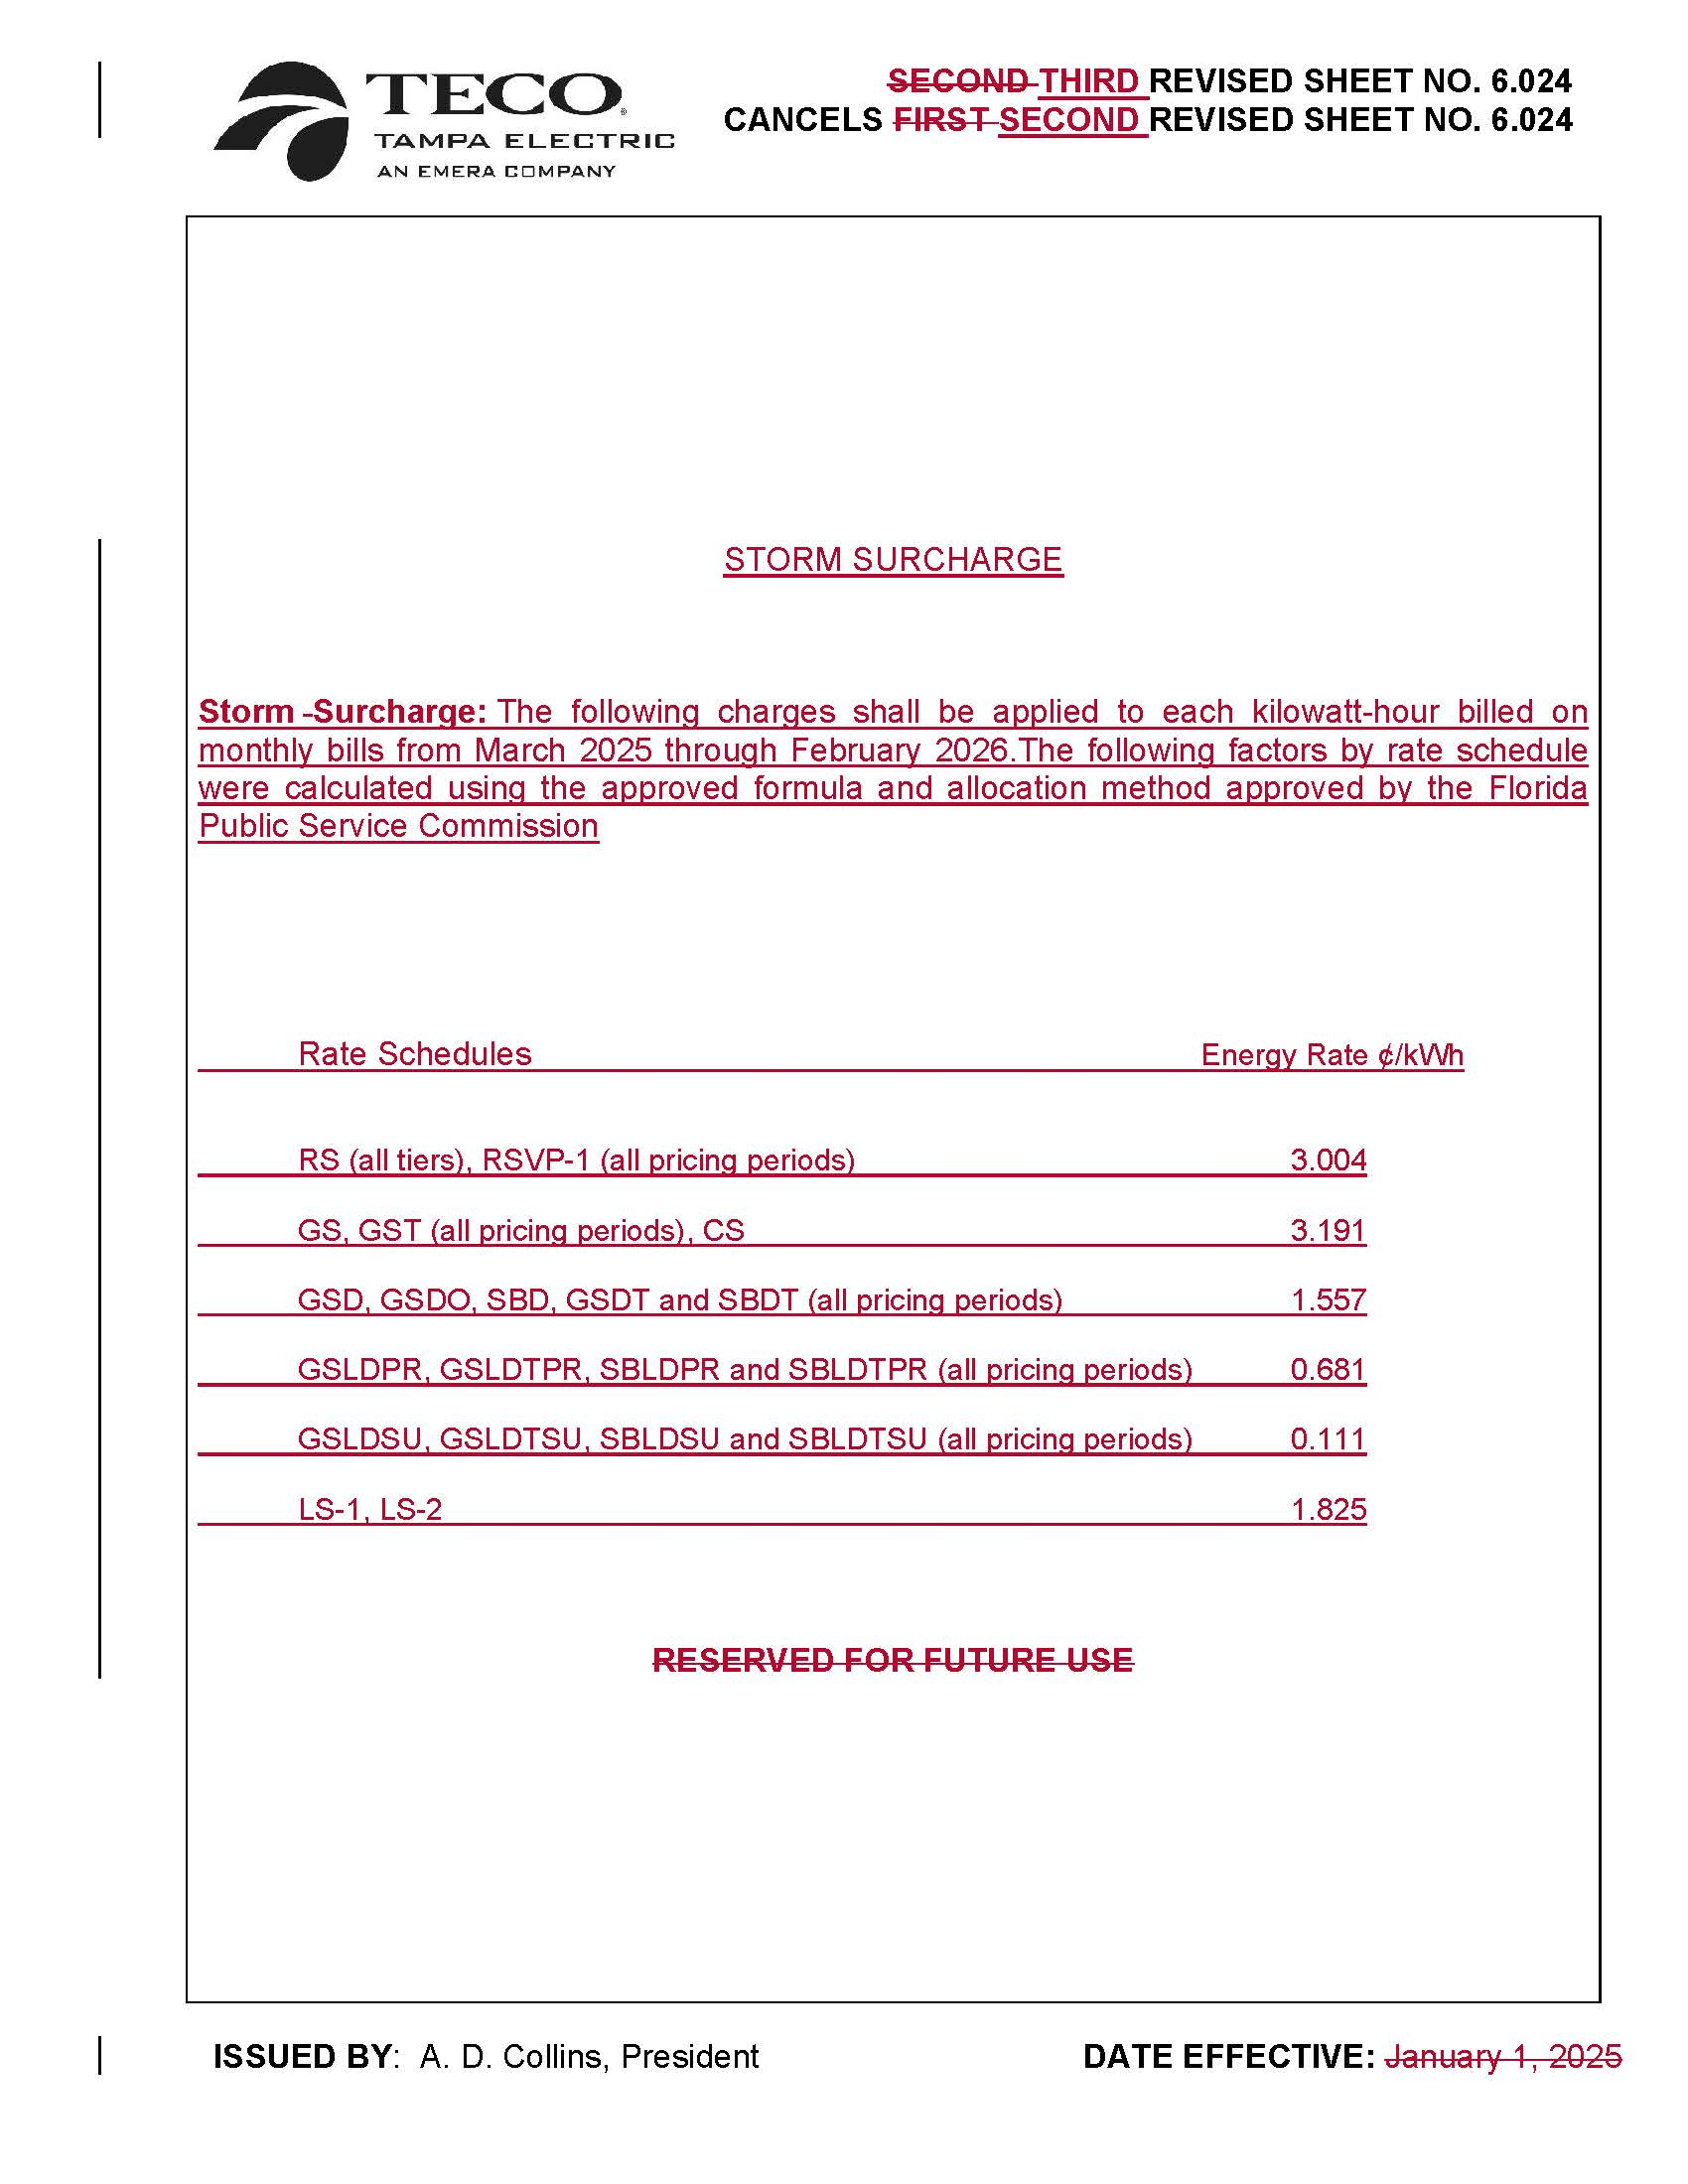 TECO®
TAMPA ELECTRIC
AN EMERA COMPANY
SECOND THIRD REVISED SHEET NO. 6.024
CANCELS FIRST SECOND REVISED SHEET NO. 6.024
STORM SURCHARGE
Storm -Surcharge: The following charges shall be applied to each kilowatt-hour billed on
monthly bills from March 2025 through February 2026.The following factors by rate schedule
were calculated using the approved formula and allocation method approved by the Florida
Public Service Commission
Rate Schedules Energy Rate ¢/kWh
RS (all tiers), RSVP-1 (all pricing periods) 3.004
GS, GST (all pricing periods), CS 3.191
GSD, GSDO, SBD, GSDT and SBDT (all pricing periods) 1.557
GSLDPR, GSLDTPR, SBLDPR and SBLDTPR (all pricing periods) 0.681
GSLDSU, GSLDTSU, SBLDSU and SBLDTSU (all pricing periods) 0.111
LS-1, LS-2 1.825
RESERVED FOR FUTURE USE
ISSUED BY: A. D. Collins, President DATE EFFECTIVE: January 1, 2025